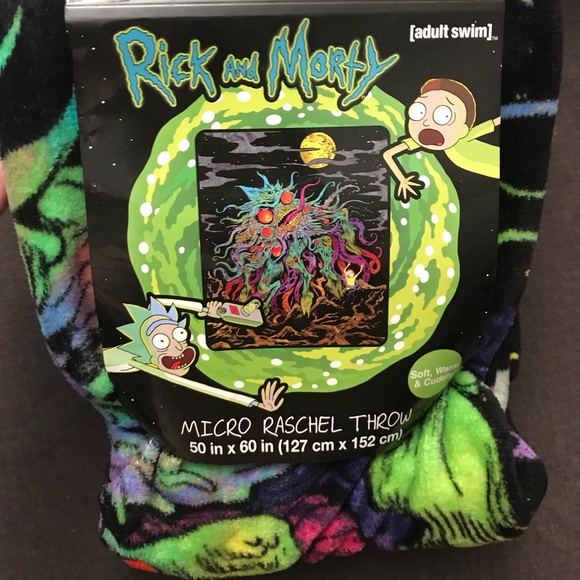 [adult swim]™
Rick and Morty
Soft, Warm
& Cuddly
MICRO RASCHEL THROW
50 in x 60 in (127 cm x 152 cm)